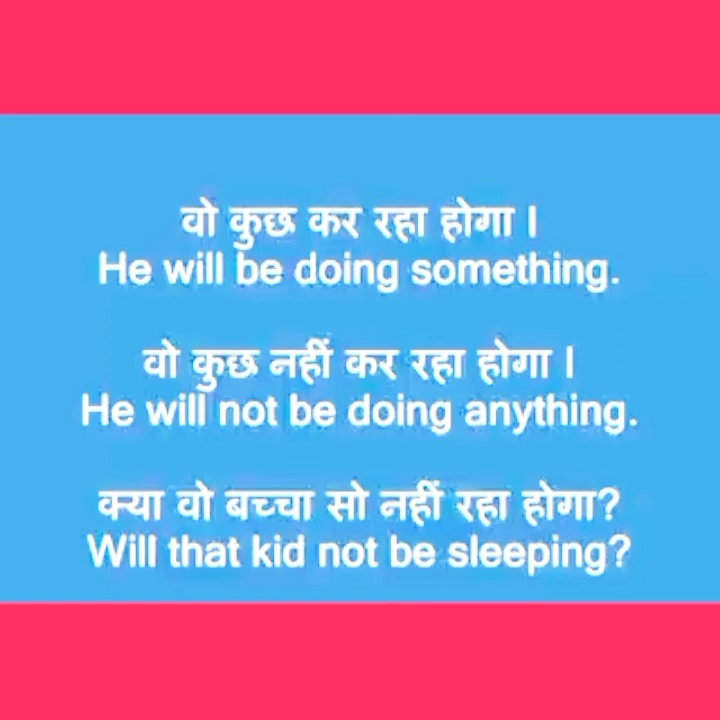 वो कुछ कर रहा होगा ।
He will be doing something.
वो कुछ नहीं कर रहा होगा ।
He will not be doing anything.
क्या वो बच्चा सो नहीं रहा होगा?
Will that kid not be sleeping?